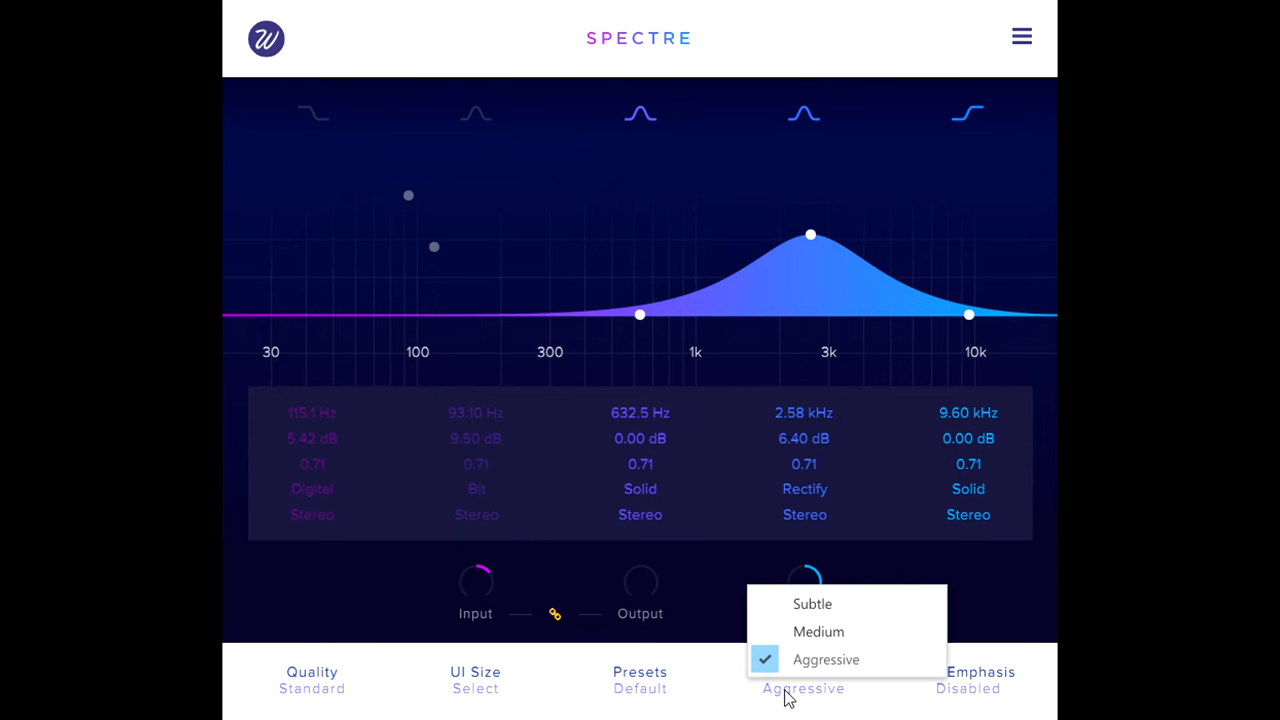 W
SPECTRE
30 100 300 1k 3k 10k
115.1 Hz 93.10 Hz 632.5 Hz 2.58 kHz 9.60 kHz
5.42 dB 9.50 dB 0.00 dB 6.40 dB 0.00 dB
0.71 0.71 0.71 0.71 0.71
Digital Bit Solid Rectify Solid
Stereo Stereo Stereo Stereo Stereo
Input Output
Subtle
Medium
Aggressive
Quality UI Size Presets Emphasis
Standard Select Default Aggressive Disabled